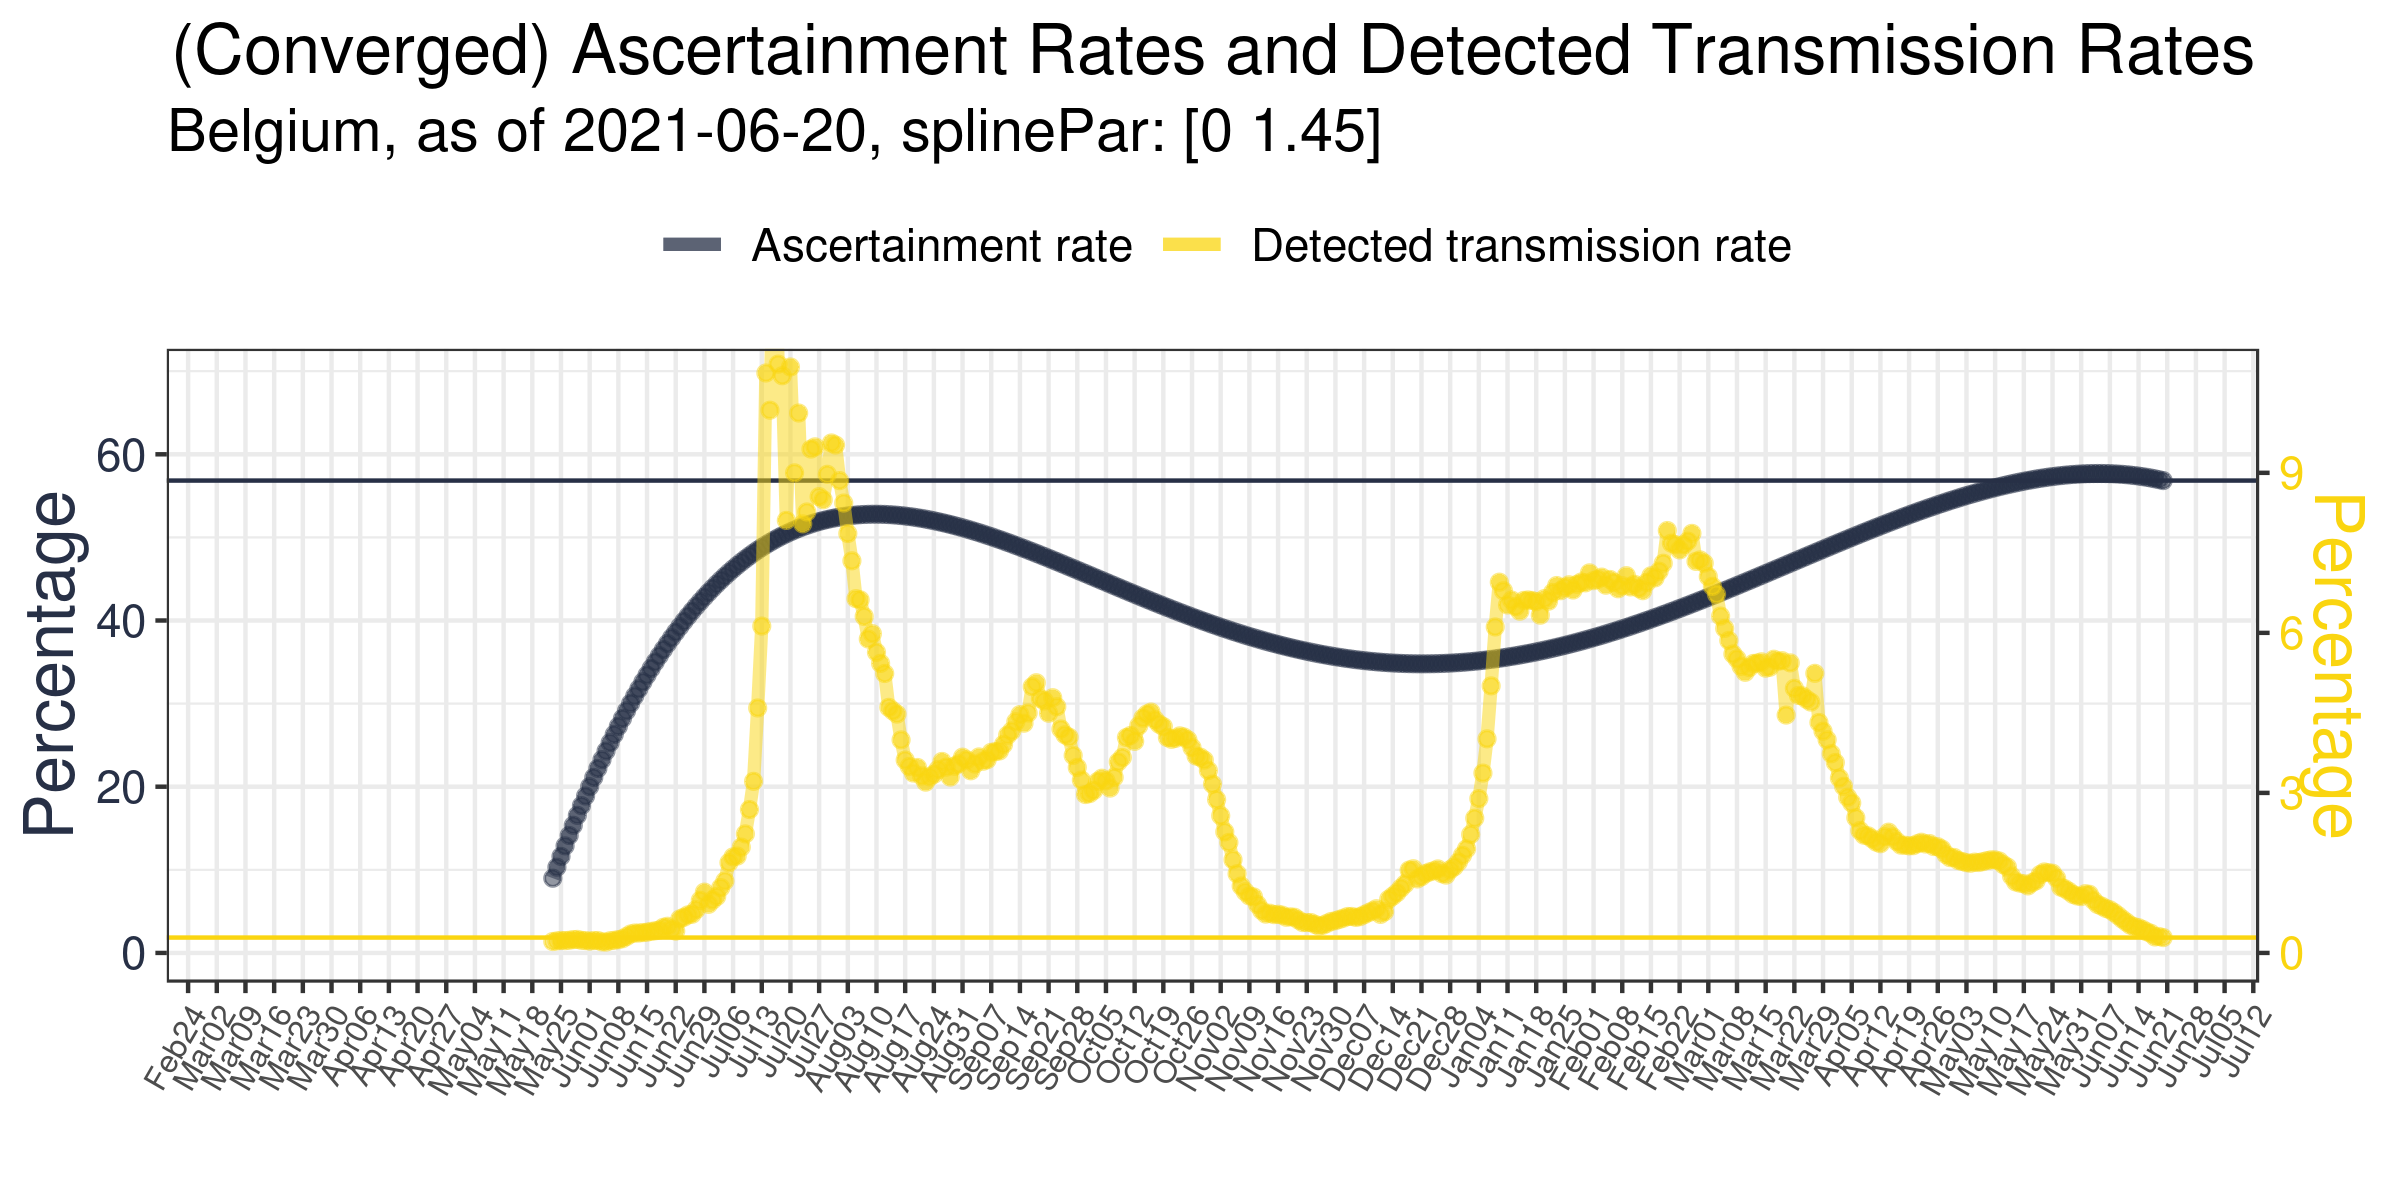 (Converged) Ascertainment Rates and Detected Transmission Rates
Belgium, as of 2021-06-20, splinePar: [0 1.45]
Ascertainment rate
Detected transmission rate
Percentage
60
40
20
0
9
6
3
0
Percentage
Feb24
Mar02
Mar09
Mar16
Mar23
Mar30
Apr06
Apr13
Apr20
Apr27
May04
May11
May18
May25
Jun01
Jun08
Jun15
Jun22
Jun29
Jul06
Jul13
Jul20
Jul27
Aug03
Aug10
Aug17
Aug24
Aug31
Sep07
Sep14
Sep21
Sep28
Oct05
Oct12
Oct19
Oct26
Nov02
Nov09
Nov16
Nov23
Nov30
Dec07
Dec14
Dec21
Dec28
Jan04
Jan11
Jan18
Jan25
Feb01
Feb08
Feb15
Feb22
Mar01
Mar08
Mar15
Mar22
Mar29
Apr05
Apr12
Apr19
Apr26
May03
May10
May17
May24
May31
Jun07
Jun14
Jun21
Jun28
Jul05
Jul12